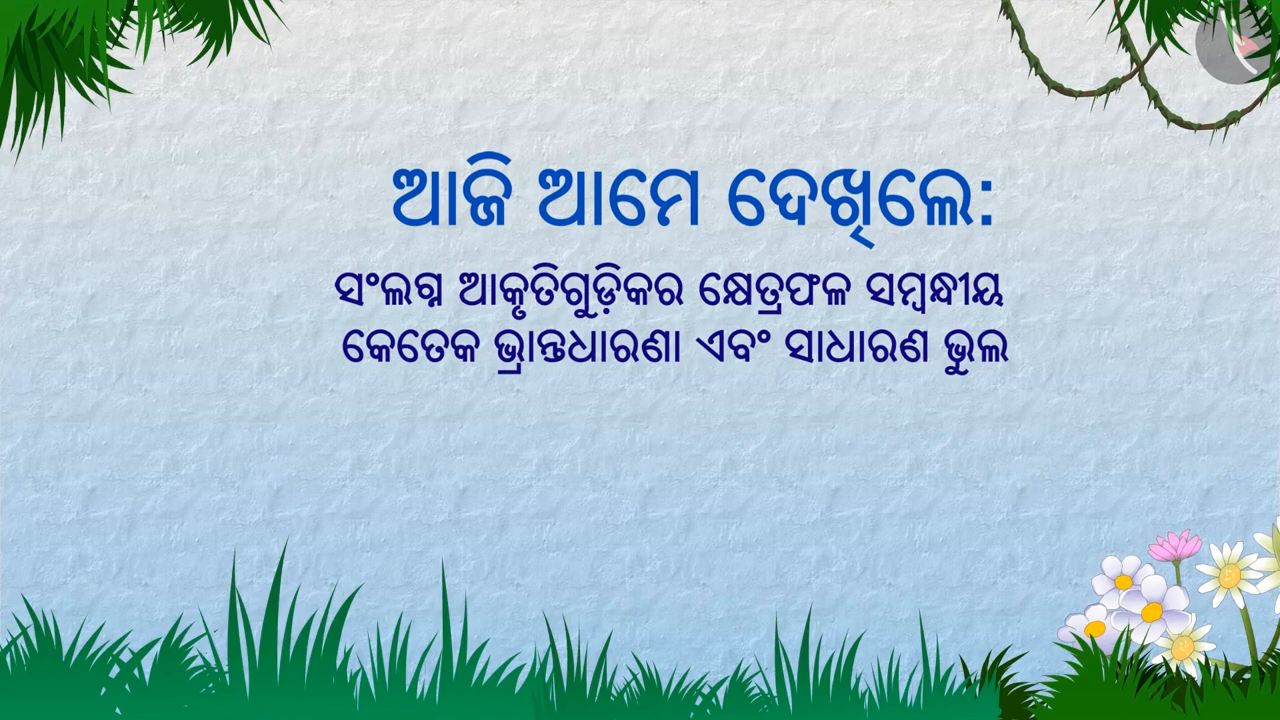 ଆଜି ଆମେ ଦେଖିଲେ:
ସଂଲଗ୍ନ ଆକୃତିଗୁଡ଼ିକର କ୍ଷେତ୍ରଫଳ ସମ୍ବନ୍ଧୀୟ
କେତେକ ଭ୍ରାନ୍ତଧାରଣା ଏବଂ ସାଧାରଣ ଭୁଲ